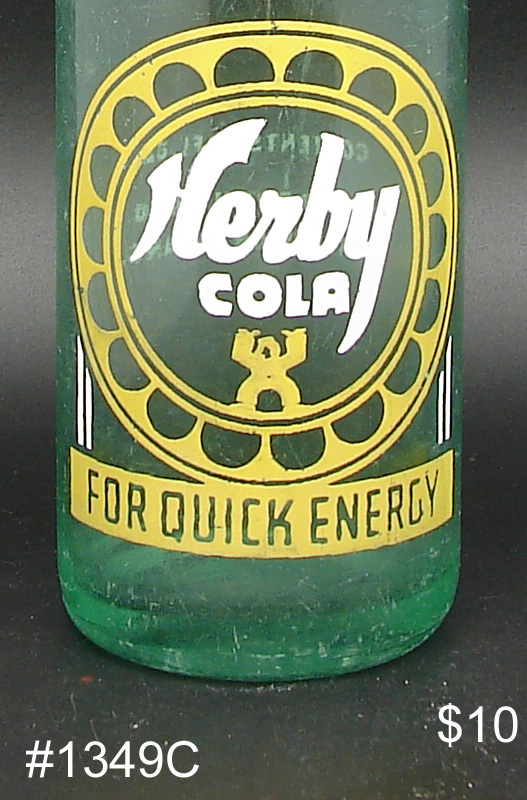 Herby
COLA
FOR QUICK ENERGY
$10
#1349C